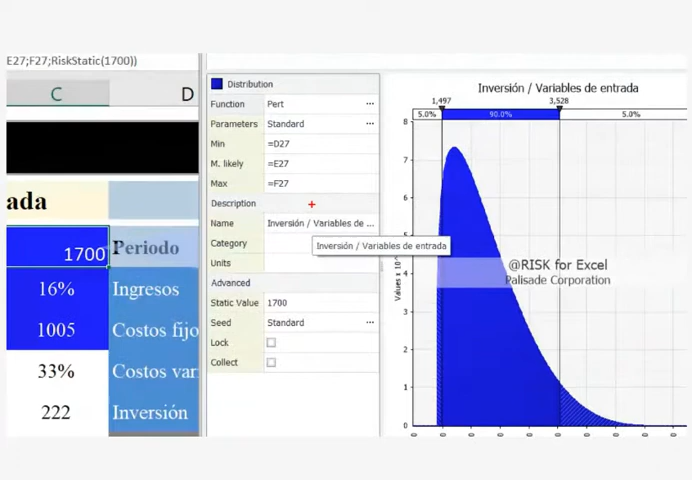 E27;F27;RiskStatic(1700))
C
D
ada
1700
Periodo
16%
Ingresos
1005
Costos fijo
33%
Costos var
222
Inversión
Distribution
Function Pert ...
Parameters Standard ...
Min =D27
M. likely =E27
Max =F27
Description
Name Inversión / Variables de ...
Category
Inversión / Variables de entrada
Units
Advanced
Static Value 1700
Seed Standard ...
Lock
Collect
Inversión / Variables de entrada
1,497 3,528
5.0% 90.0% 5.0%
8
7
6
5
4
3
2
1
0
Values x 10^
@RISK for Excel
Palisade Corporation